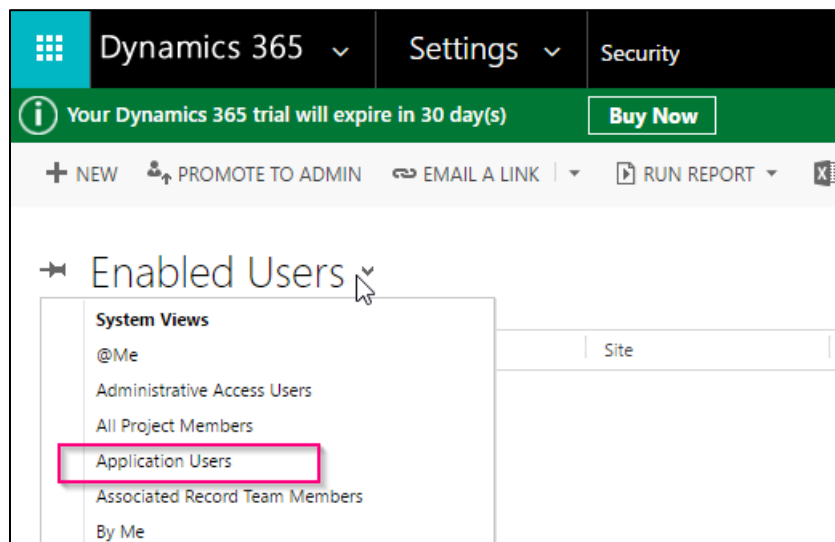 Dynamics 365 Settings Security
Your Dynamics 365 trial will expire in 30 day(s) Buy Now
NEW PROMOTE TO ADMIN EMAIL A LINK RUN REPORT
Enabled Users
System Views
@Me Site
Administrative Access Users
All Project Members
Application Users
Associated Record Team Members
By Me